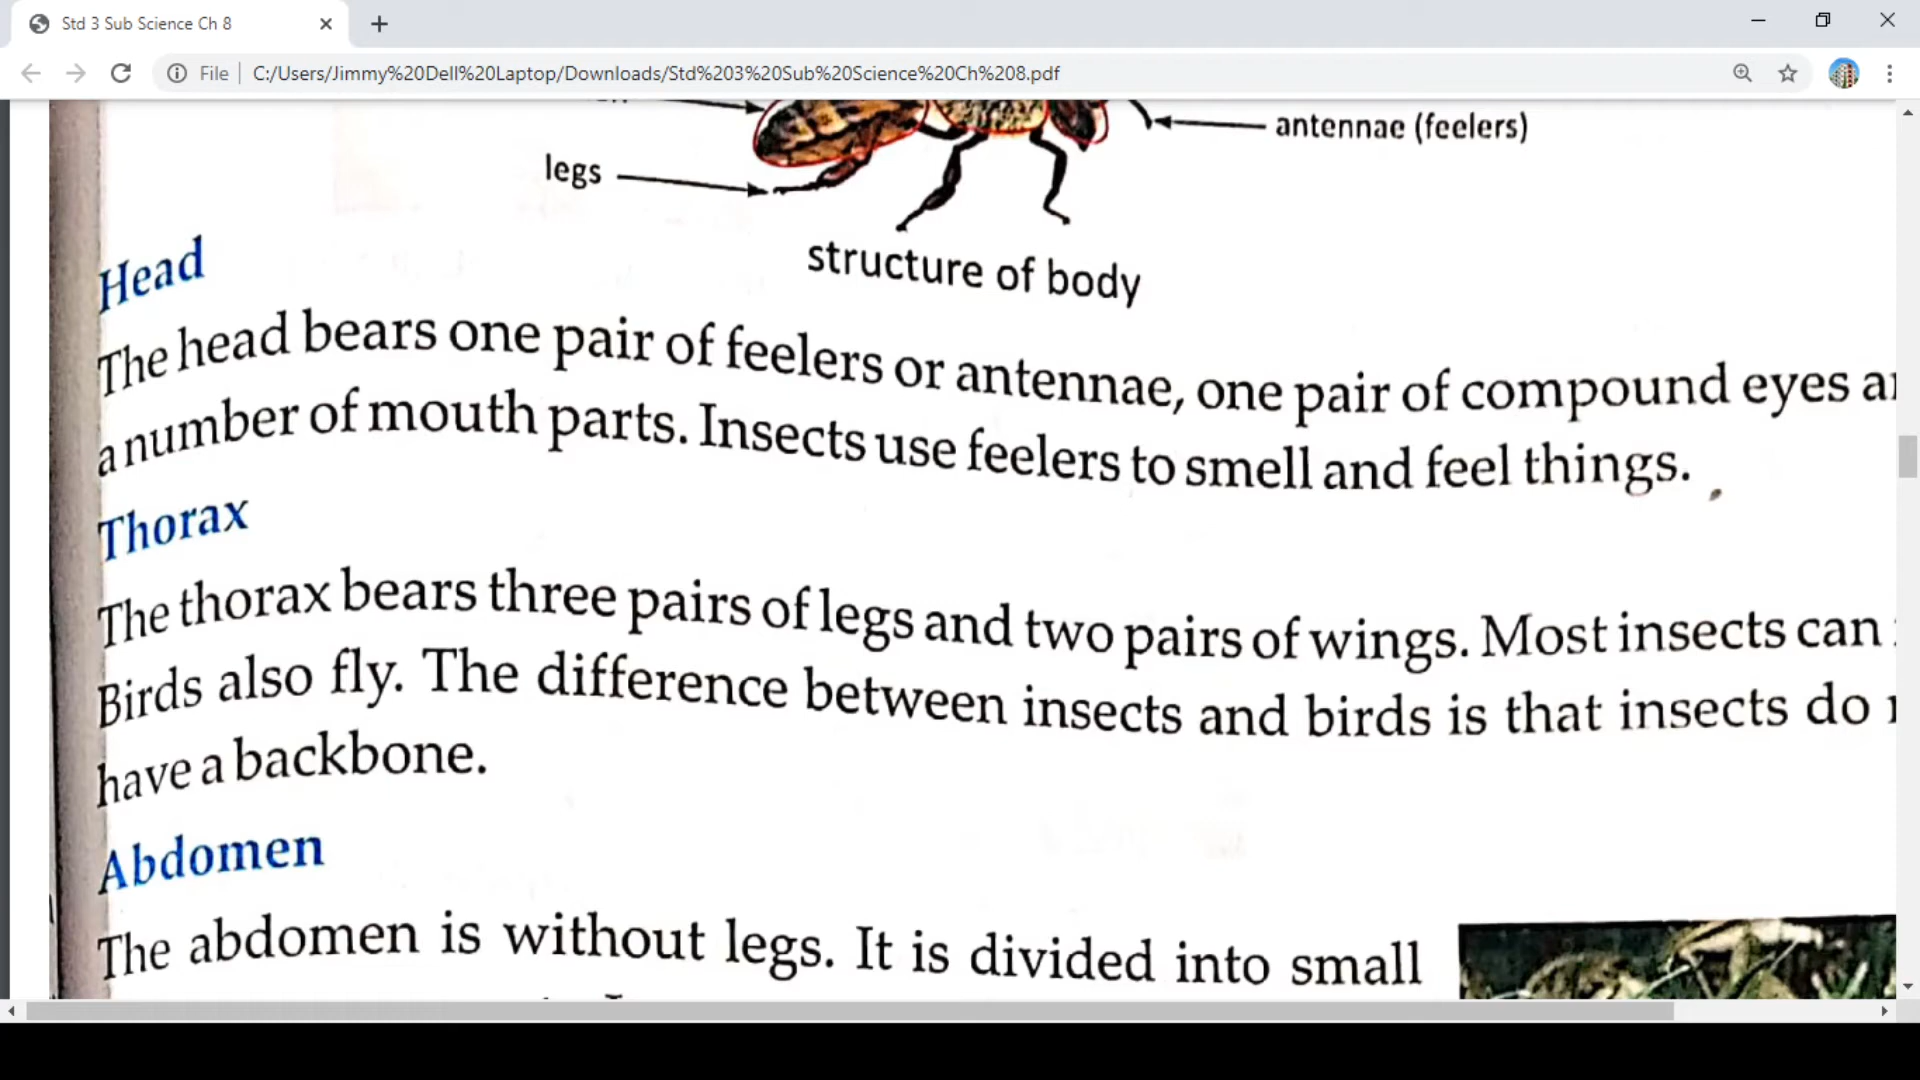 Std 3 Sub Science Ch 8
File
C:/Users/Jimmy%20Dell%20Laptop/Downloads/Std%203%20Sub%20Science%20Ch%208.pdf
antennae (feelers)
legs
structure of body
Head
The head bears one pair of feelers or antennae, one pair of compound eyes
a number of mouth parts. Insects use feelers to smell and feel things.
Thorax
The thorax bears three pairs of legs and two pairs of wings. Most insects can
Birds also fly. The difference between insects and birds is that insects do
have a backbone.
Abdomen
The abdomen is without legs. It is divided into small